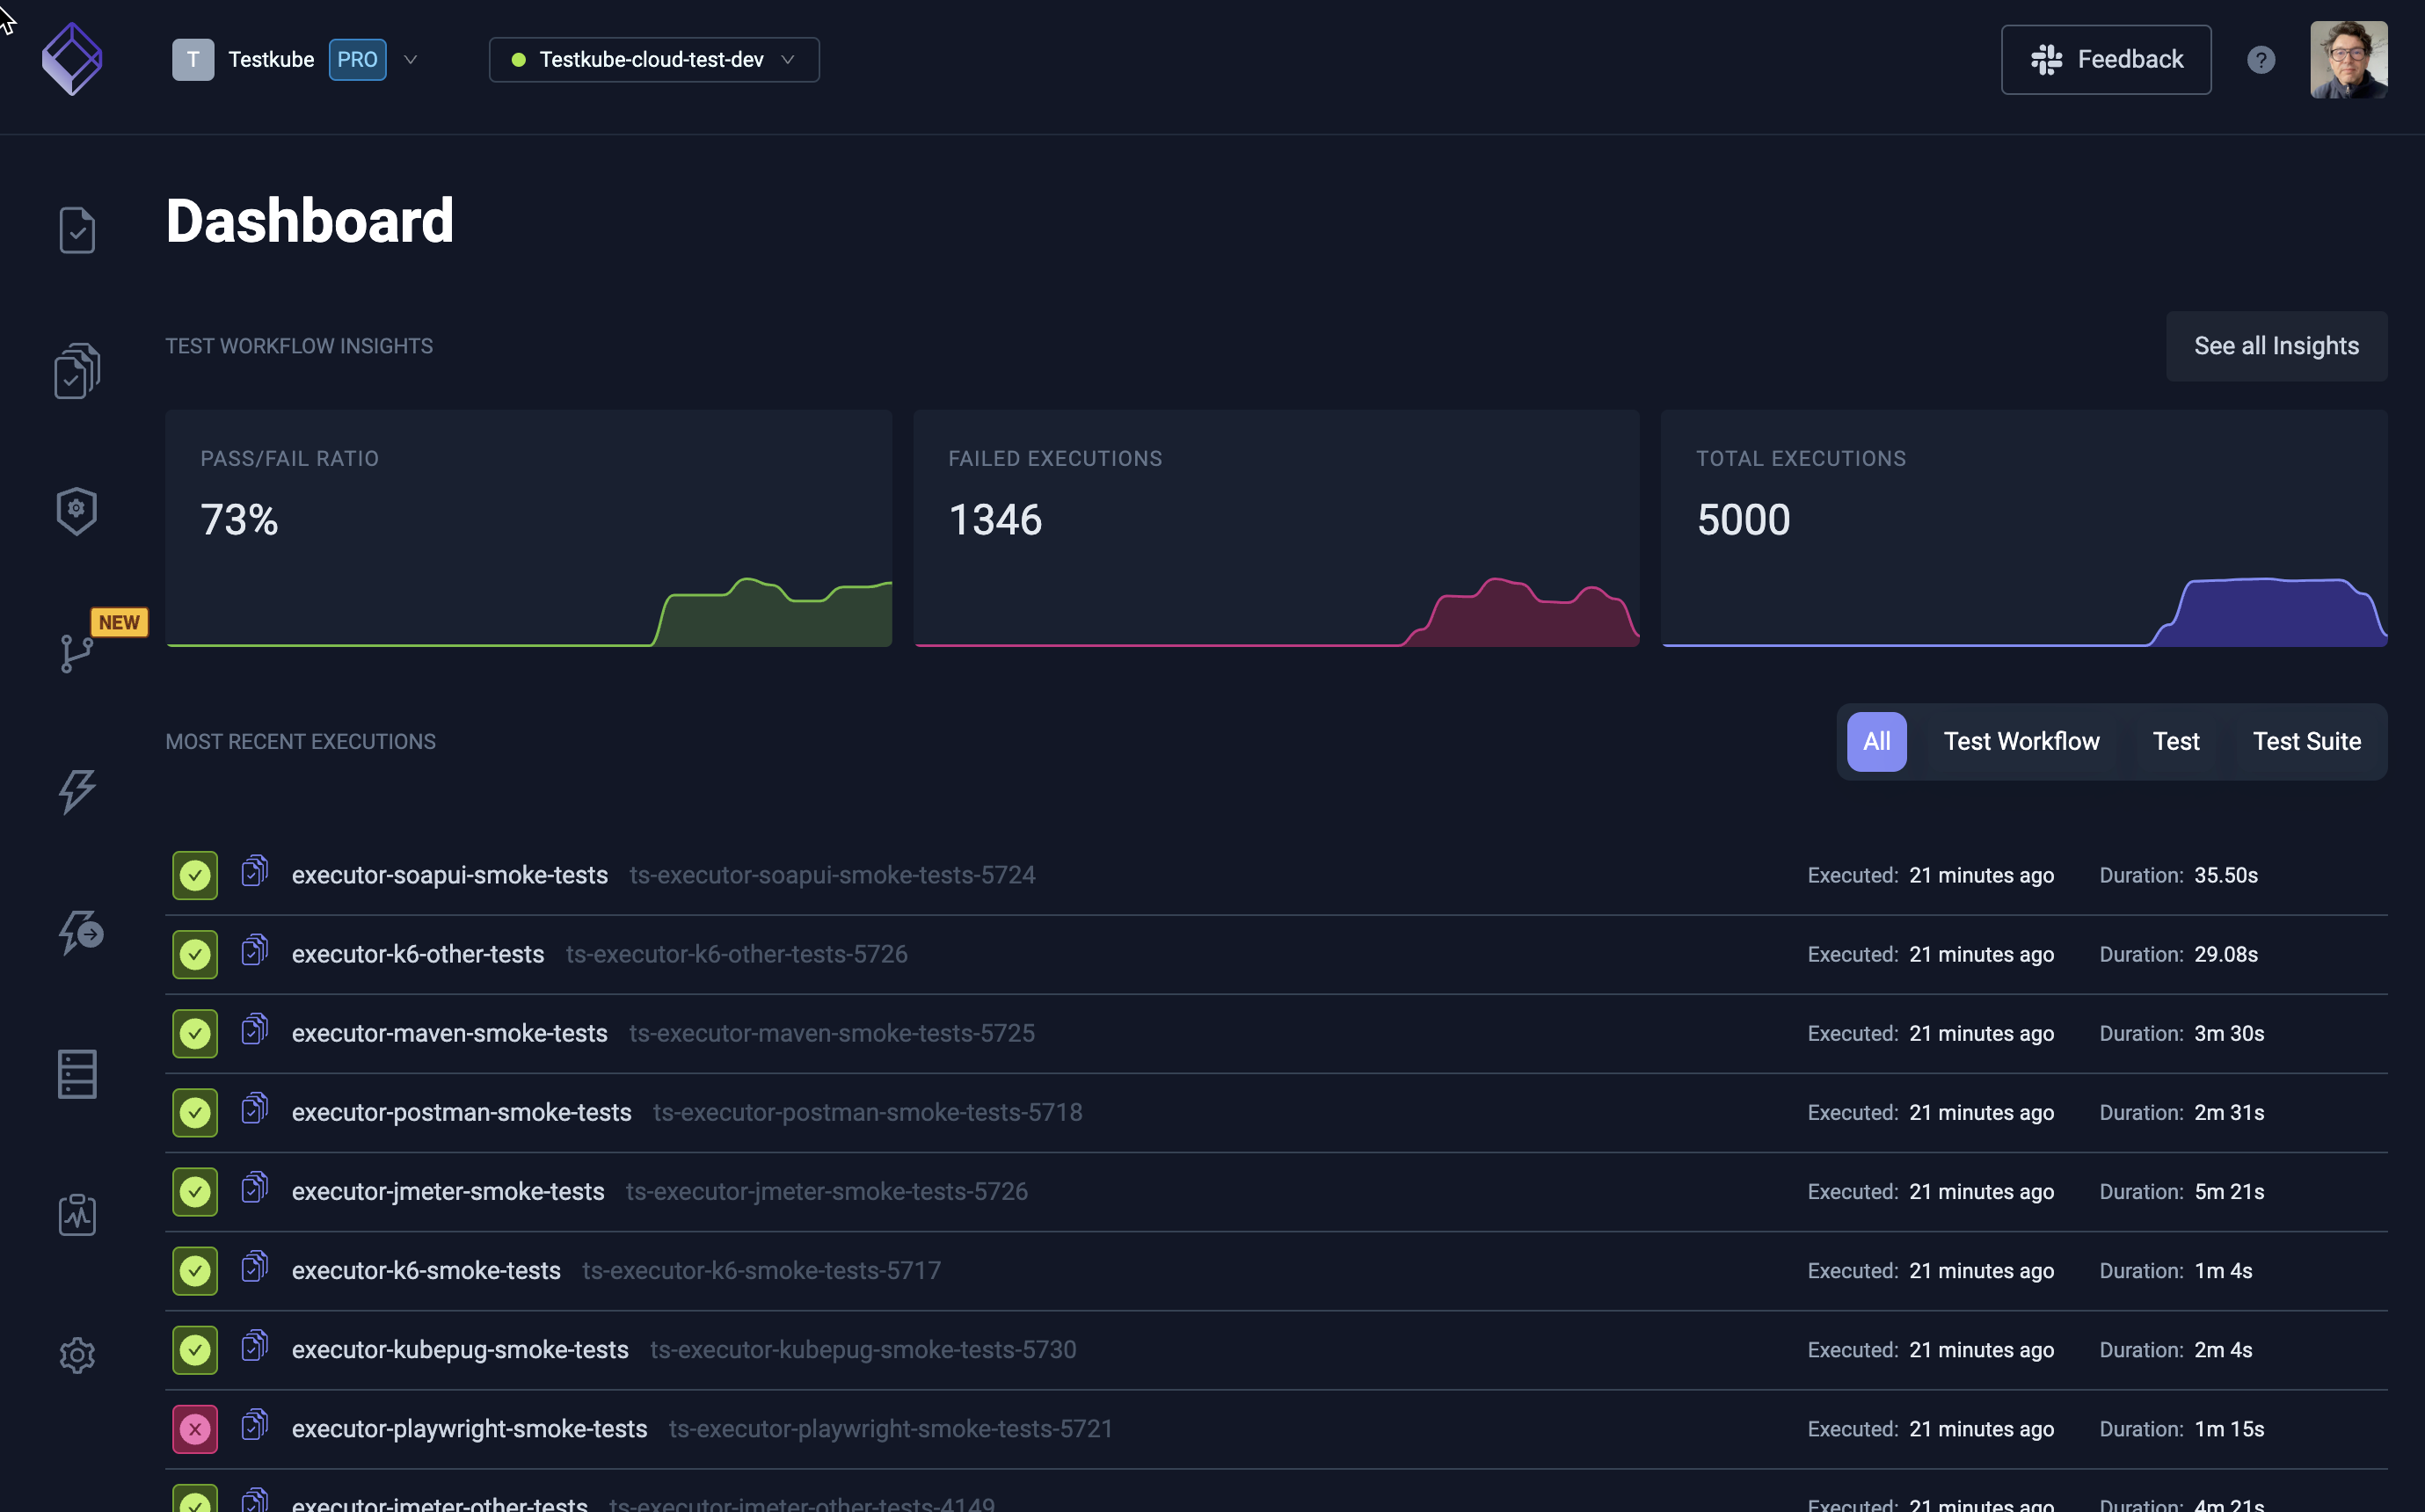 T Testkube PRO Testkube-cloud-test-dev Feedback ?
Dashboard
TEST WORKFLOW INSIGHTS See all Insights
PASS/FAIL RATIO FAILED EXECUTIONS TOTAL EXECUTIONS
73% 1346 5000
NEW
MOST RECENT EXECUTIONS All Test Workflow Test Test Suite
executor-soapui-smoke-tests ts-executor-soapui-smoke-tests-5724 Executed: 21 minutes ago Duration: 35.50s
executor-k6-other-tests ts-executor-k6-other-tests-5726 Executed: 21 minutes ago Duration: 29.08s
executor-maven-smoke-tests ts-executor-maven-smoke-tests-5725 Executed: 21 minutes ago Duration: 3m 30s
executor-postman-smoke-tests ts-executor-postman-smoke-tests-5718 Executed: 21 minutes ago Duration: 2m 31s
executor-jmeter-smoke-tests ts-executor-jmeter-smoke-tests-5726 Executed: 21 minutes ago Duration: 5m 21s
executor-k6-smoke-tests ts-executor-k6-smoke-tests-5717 Executed: 21 minutes ago Duration: 1m 4s
executor-kubepug-smoke-tests ts-executor-kubepug-smoke-tests-5730 Executed: 21 minutes ago Duration: 2m 4s
executor-playwright-smoke-tests ts-executor-playwright-smoke-tests-5721 Executed: 21 minutes ago Duration: 1m 15s
executor-jmeter-other-tests ts-executor-jmeter-other-tests-4149 Executed: 21 minutes ago Duration: 4m 21s